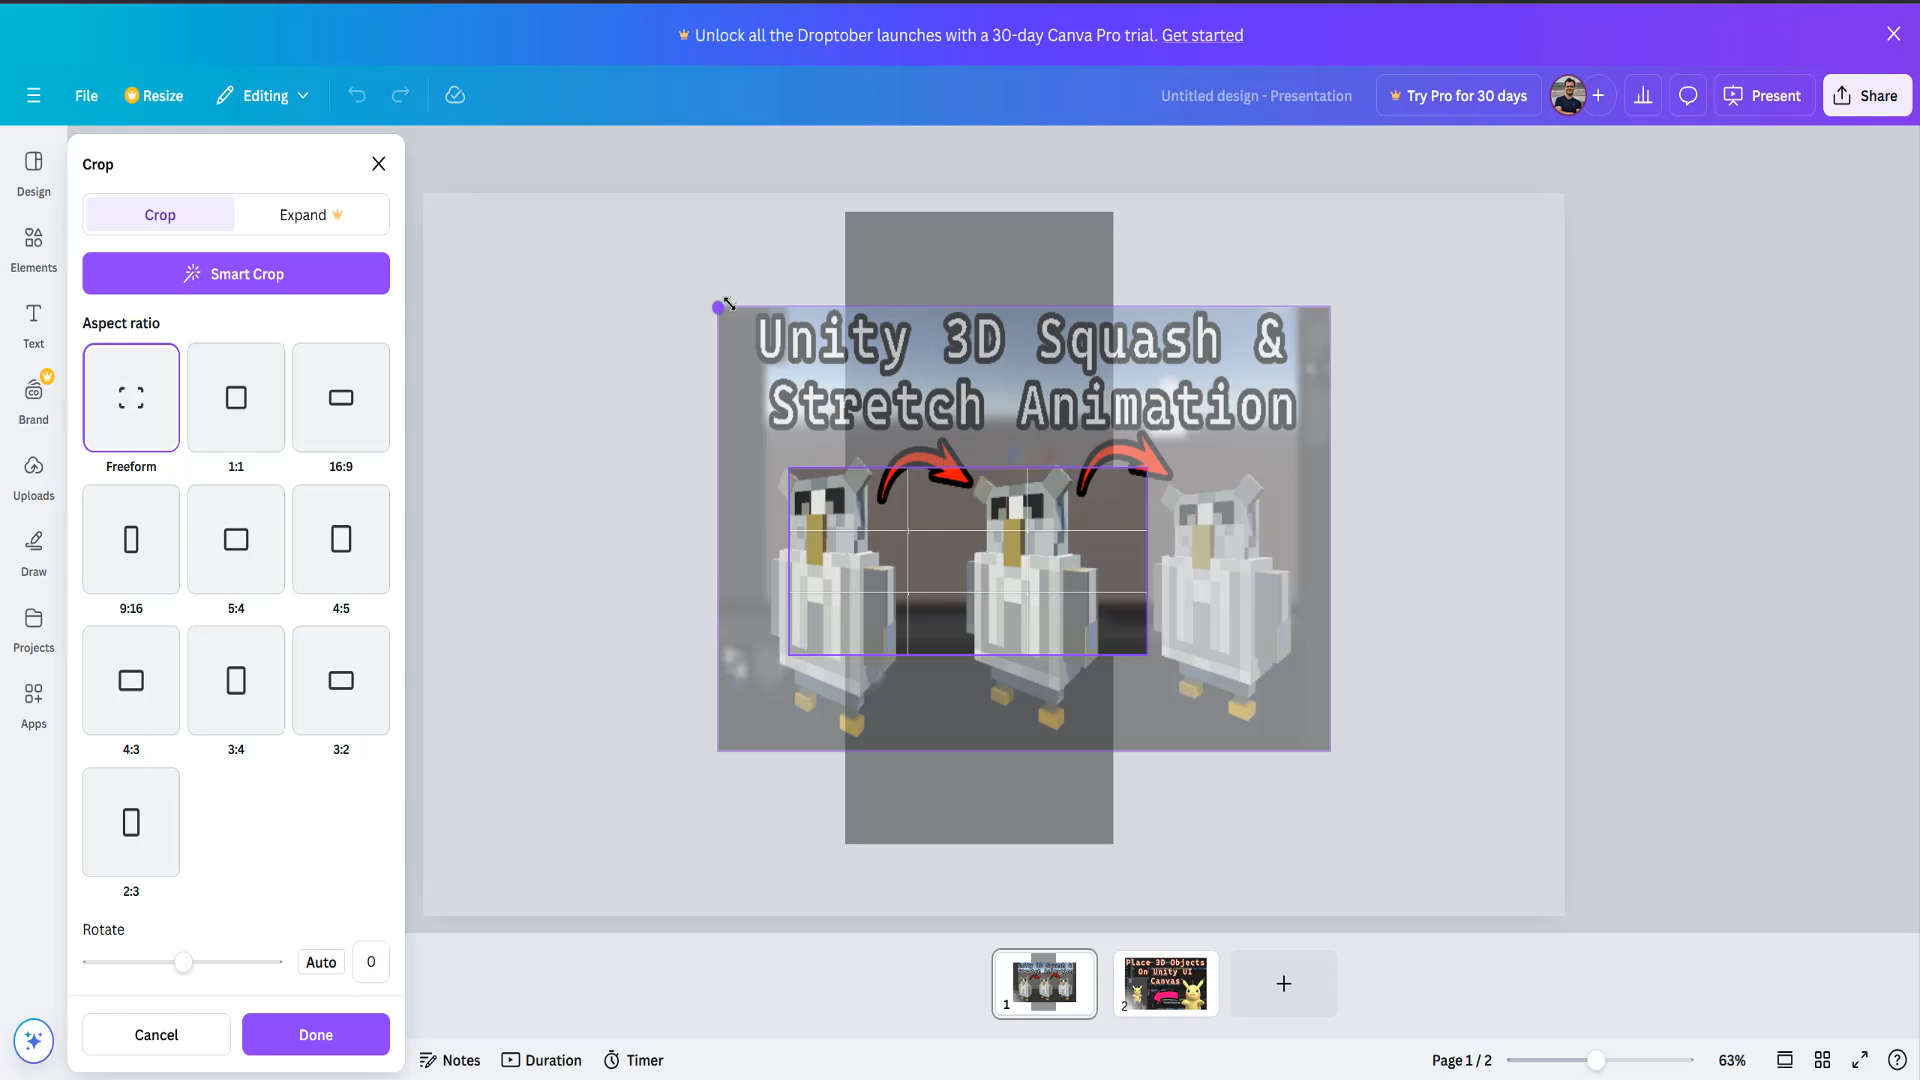 Unlock all the Droptober launches with a 30-day Canva Pro trial. Get started
File
Resize
Editing
Untitled design - Presentation
Try Pro for 30 days
Present
Share
Design
Elements
Text
Brand
Uploads
Draw
Projects
Apps
Crop
Crop
Expand
Smart Crop
Aspect ratio
Freeform
1:1
16:9
9:16
5:4
4:5
4:3
3:4
3:2
2:3
Rotate
Auto
0
Cancel
Done
Unity 3D Squash &
Stretch Animation
1
Place 3D Objects
On Unity UI
Canvas
2
Notes
Duration
Timer
Page 1 / 2
63%